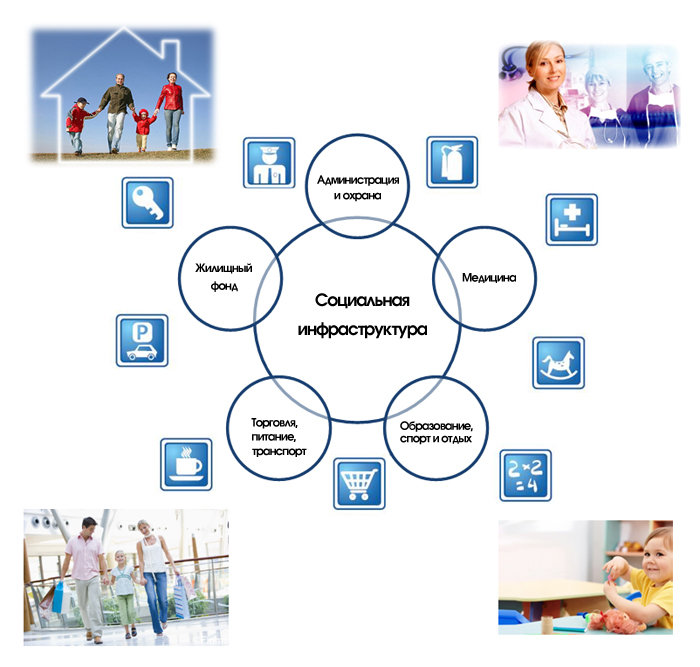 Администрация
и охрана
Жилищный
фонд
Медицина
Социальная
инфраструктура
P
Торговля,
питание,
транспорт
Образование,
спорт и отдых
2×2
=4